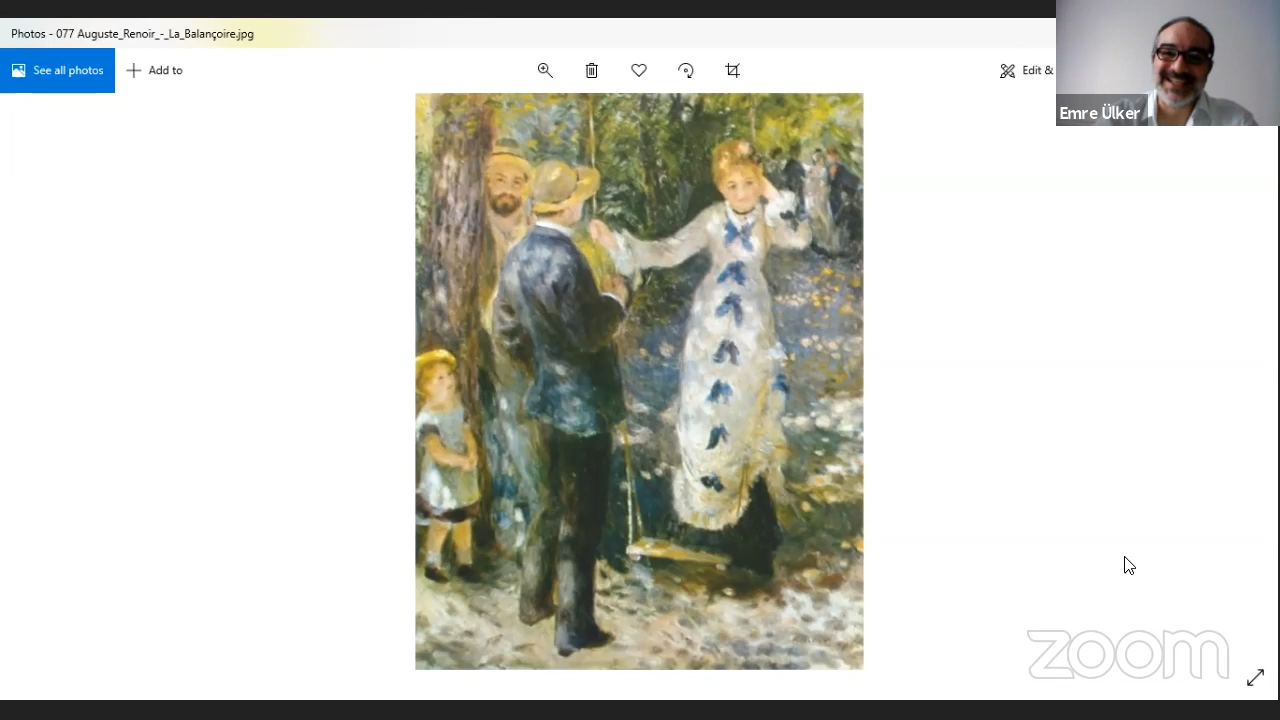 Photos - 077 Auguste_Renoir_-_La_Balançoire.jpg
See all photos
Add to
Edit &
Emre Ülker
zoom